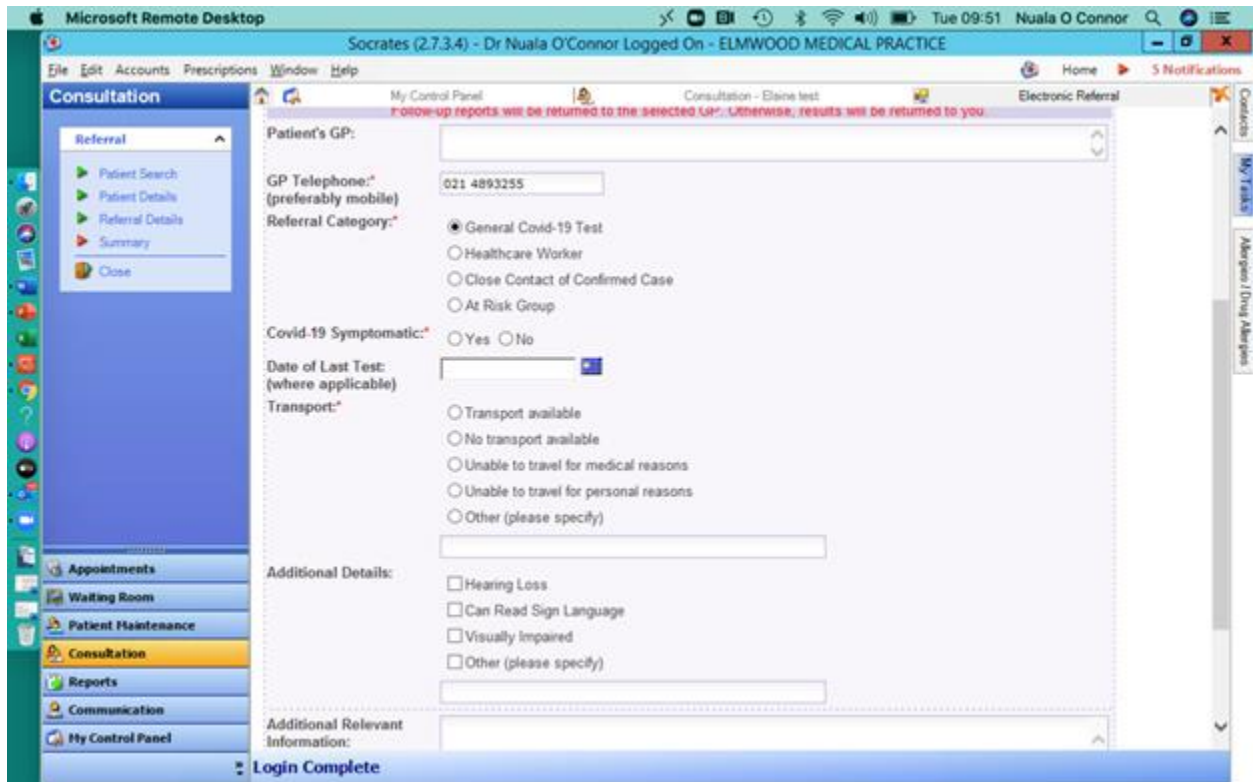 Microsoft Remote Desktop
Tue 09:51 Nuala O Connor
Socrates (2.7.3.4) - Dr Nuala O'Connor Logged On - ELMWOOD MEDICAL PRACTICE
File Edit Accounts Prescriptions Window Help
Home 5 Notifications
Consultation
My Control Panel
Consultation - Elaine test
Electronic Referral
Follow-up reports will be returned to the selected GP. Otherwise, results will be returned to you.
Referral
Patient Search
Patient Details
Referral Details
Summary
Close
Patient's GP:
GP Telephone:*
(preferably mobile)
021 4893255
Referral Category:*
General Covid-19 Test
Healthcare Worker
Close Contact of Confirmed Case
At Risk Group
Covid-19 Symptomatic:*
Yes No
Date of Last Test:
(where applicable)
Transport:*
Transport available
No transport available
Unable to travel for medical reasons
Unable to travel for personal reasons
Other (please specify)
Additional Details:
Hearing Loss
Can Read Sign Language
Visually Impaired
Other (please specify)
Additional Relevant
Information:
Appointments
Waiting Room
Patient Maintenance
Consultation
Reports
Communication
My Control Panel
Login Complete
Contacts
My Tasks
Allergen / Drug Allergies